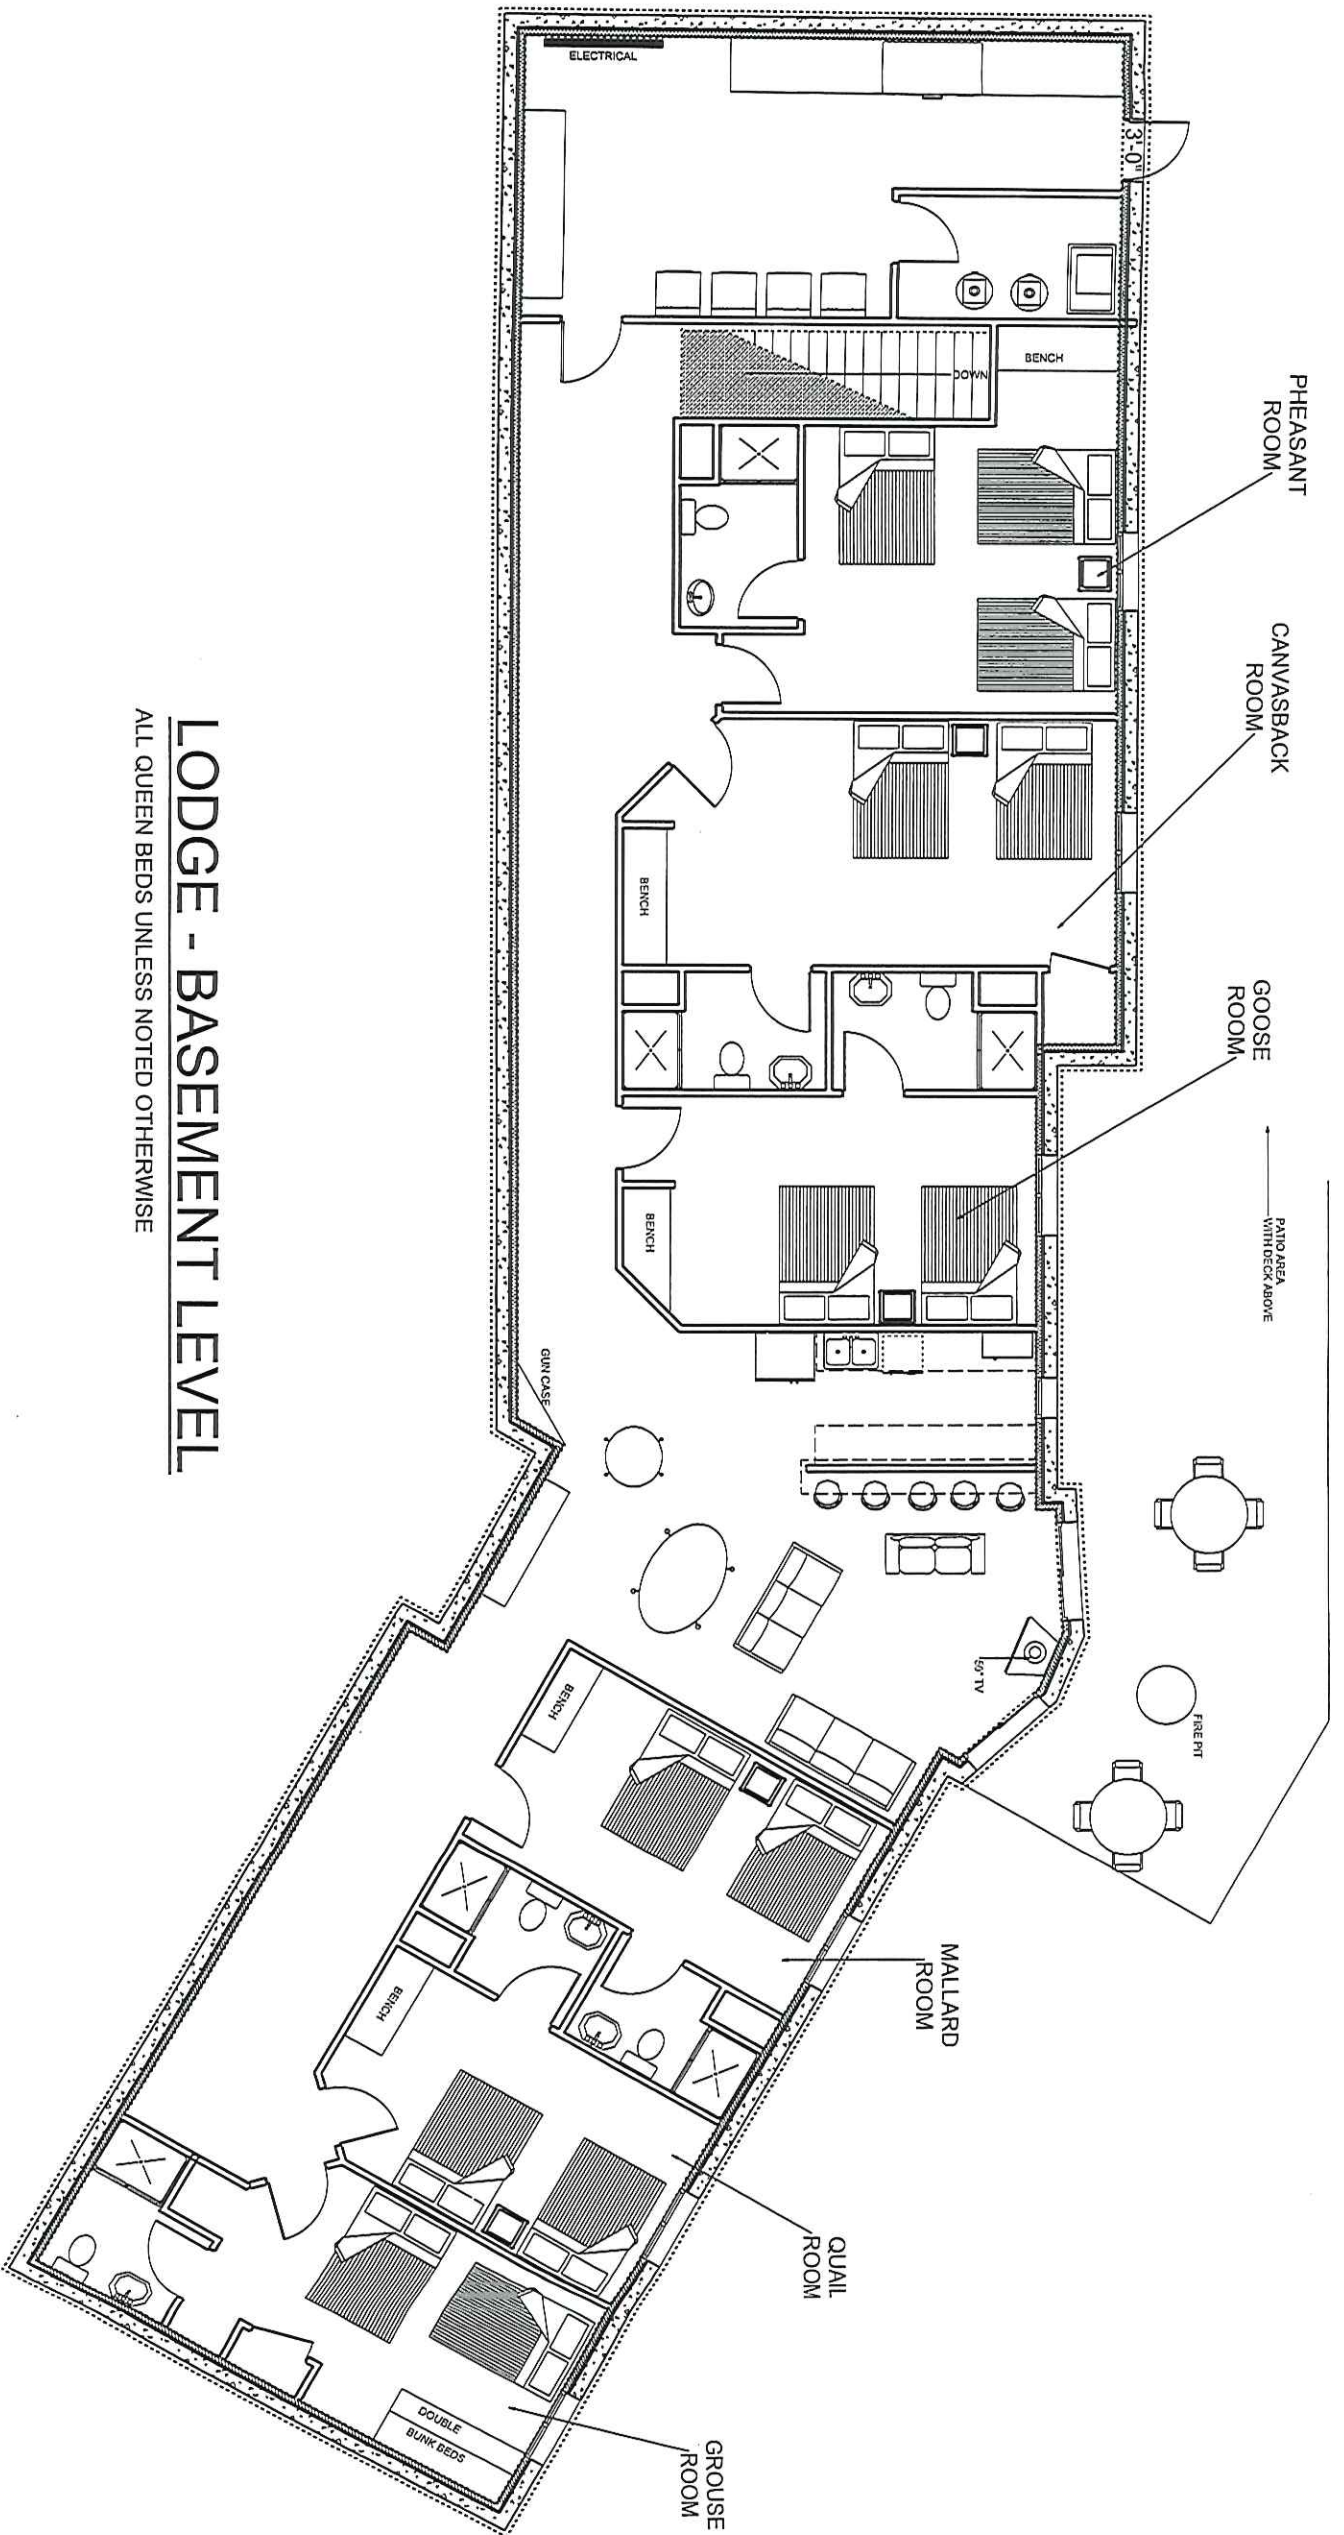 PHEASANT
ROOM
CANVASBACK
ROOM
GOOSE
ROOM
PATIO AREA
WITH DECK ABOVE
FIRE PIT
ELECTRICAL
3'-0"
BENCH
DOWN
BENCH
BENCH
GUN CASE
50" TV
BENCH
MALLARD
ROOM
BENCH
QUAIL
ROOM
DOUBLE
BUNK BEDS
GROUSE
ROOM
LODGE - BASEMENT LEVEL
ALL QUEEN BEDS UNLESS NOTED OTHERWISE